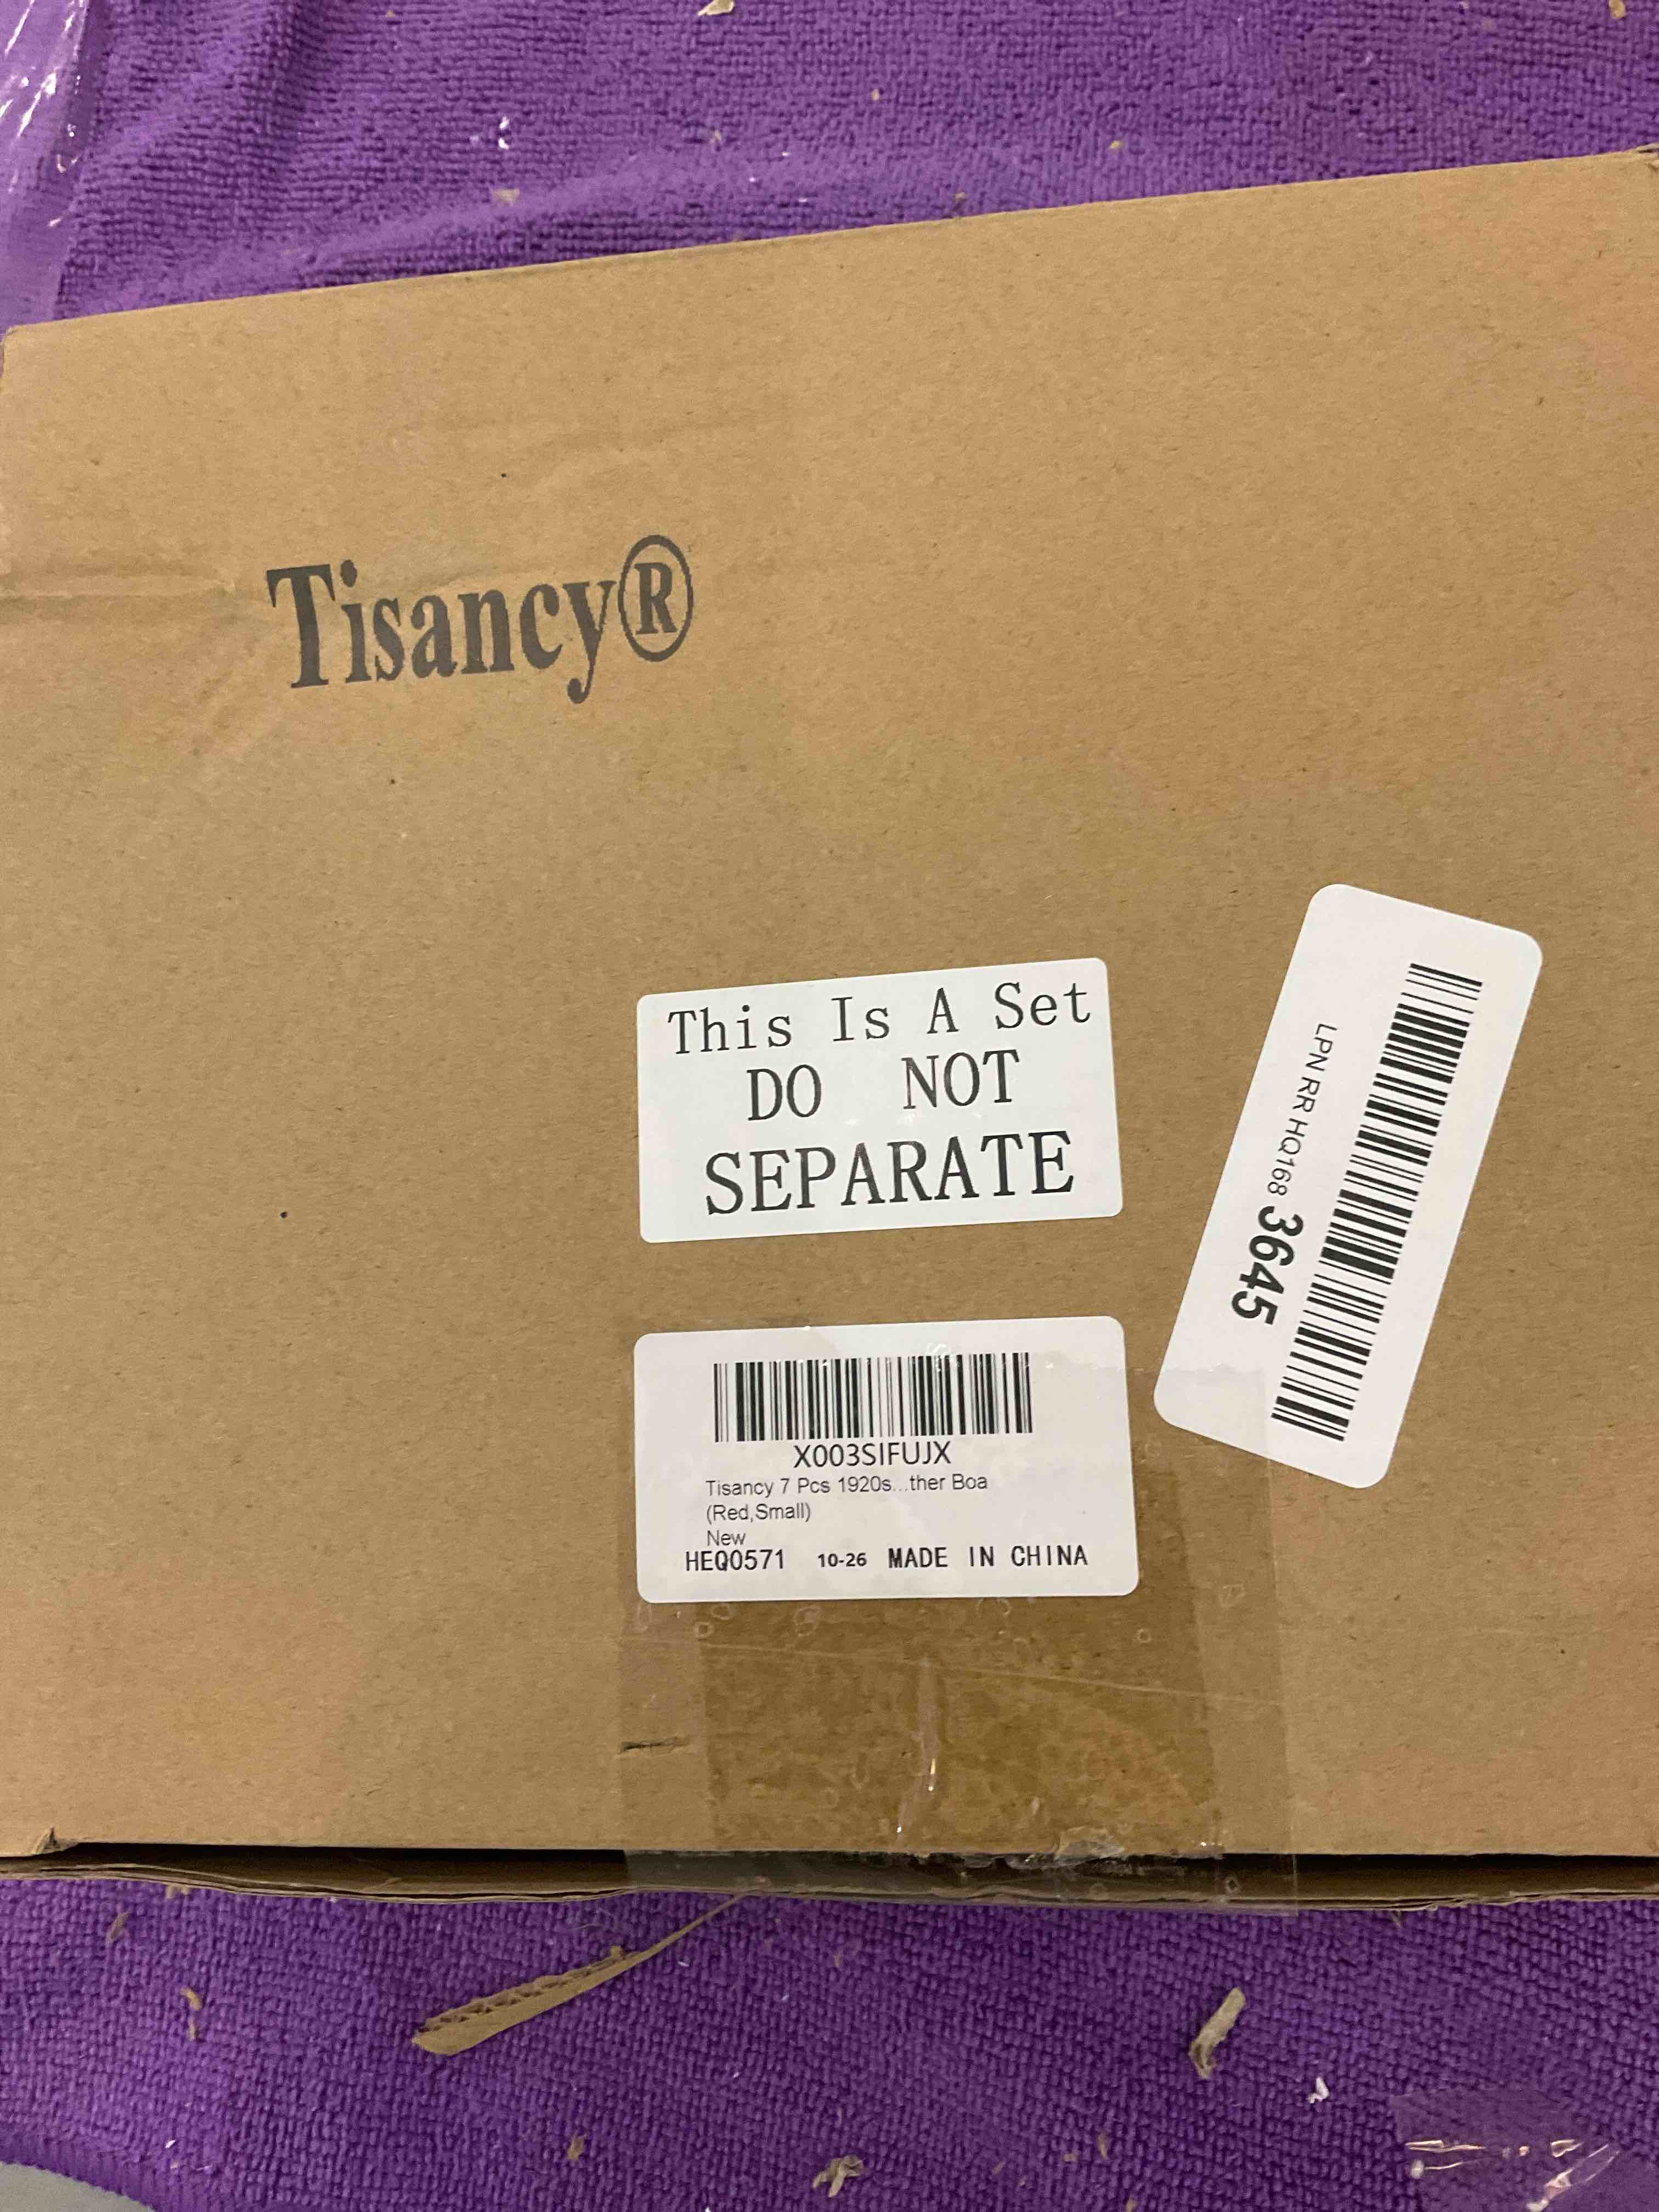 Tisancy®
This Is A Set
DO NOT
SEPARATE
LPN RR HQ168 3645
X003SIFUJX
Tisancy 7 Pcs 1920s...ther Boa
(Red,Small)
New
HEQ0571 10-26 MADE IN CHINA